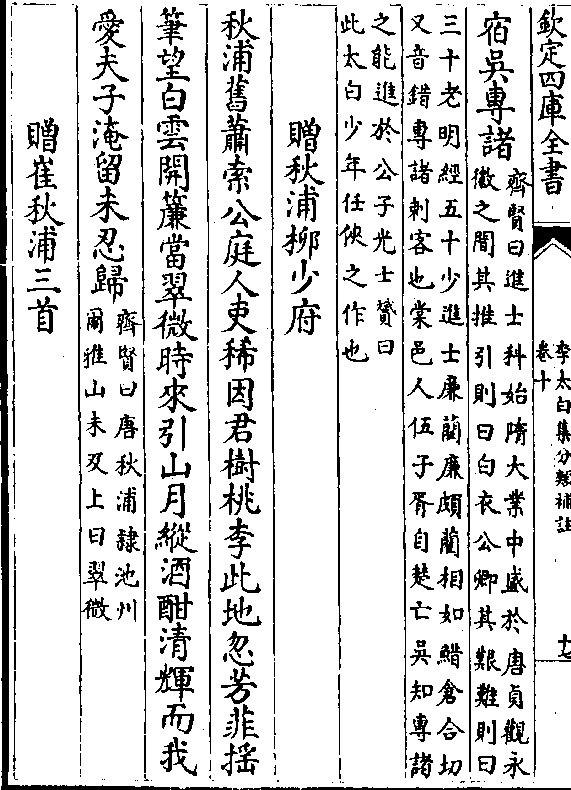 欽定四庫全書
李太白集分類補註
卷十
十七
宿吳專諸
齊賢曰進士科始隋大業中盛於唐貞觀永
徽之間其推引則曰白衣公卿其艱難則曰
三十老明經五十少進士廉藺廉頗藺相如䱜倉合切
又音錯專諸刺客也棠邑人伍子胥自楚亡吳知專諸
之能進於公子光士贇曰
此太白少年任俠之作也
贈秋浦栁少府
秋浦舊蕭索公庭人吏稀因君樹桃李此地忽芳菲揺
筆望白雲開簾當翠微時來引山月縱酒酣清輝而我
愛夫子淹留未忍歸
齊賢曰唐秋浦隸池州
爾雅山未及上曰翠微
贈崔秋浦三首